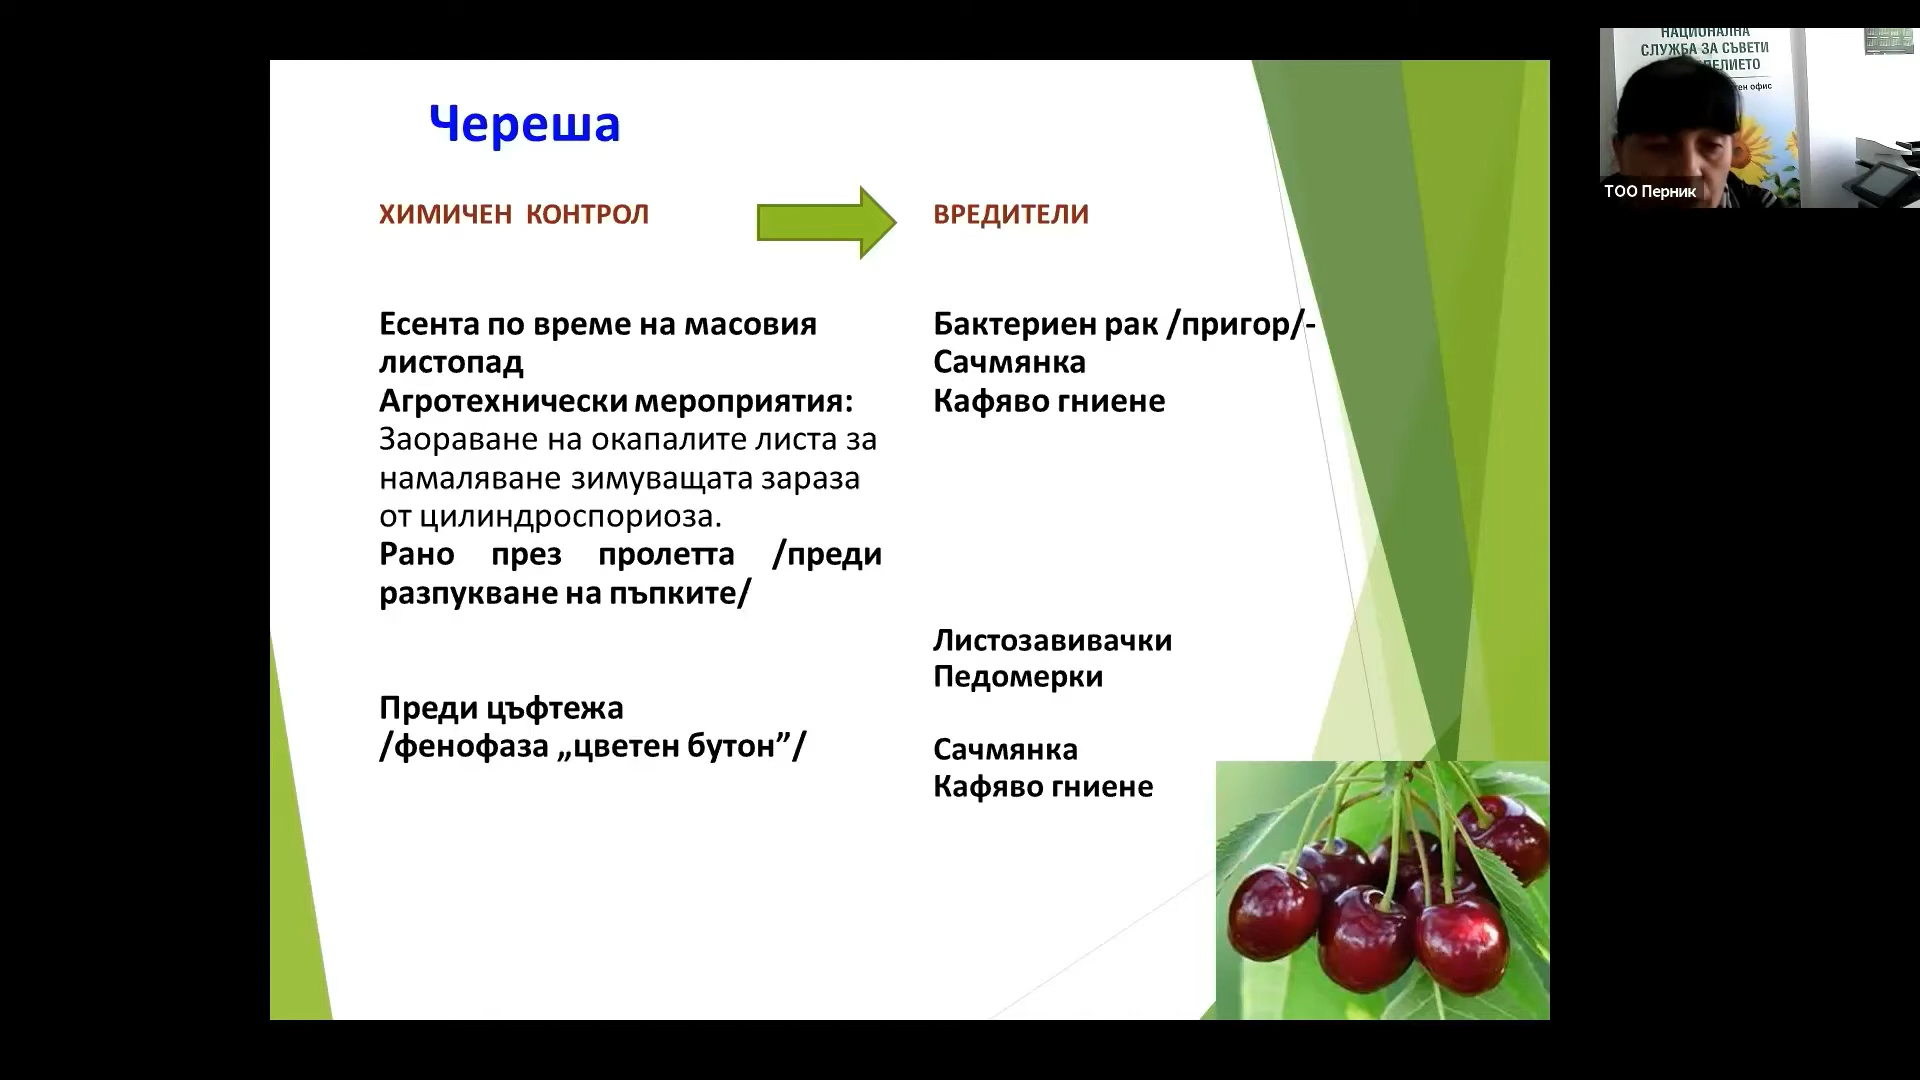 Череша
ХИМИЧЕН КОНТРОЛ
ВРЕДИТЕЛИ
Есента по време на масовия
листопад
Агротехнически мероприятия:
Заораване на окапалите листа за
намаляване зимуващата зараза
от цилиндроспориоза.
Рано през пролетта /преди
разпукване на пъпките/
Преди цъфтежа
/фенофаза „цветен бутон”/
Бактериен рак /пригор/-
Сачмянка
Кафяво гниене
Листозавивачки
Педомерки
Сачмянка
Кафяво гниене
НАЦИОНАЛНА
СЛУЖБА ЗА СЪВЕТИ
офис
ТОО Перник